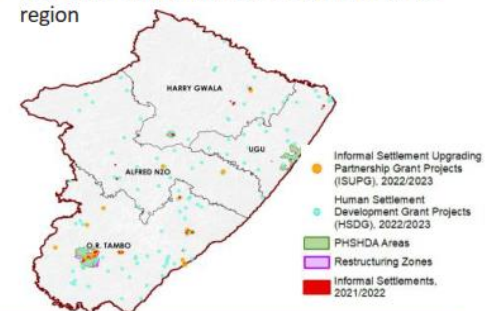 region
HARRY GWALA
UGU
ALFRED NZO
O.R. TAMBO
Informal Settlement Upgrading
Partnership Grant Projects
(ISUPG), 2022/2023
Human Settlement
Development Grant Projects
(HSDG), 2022/2023
PHSHDA Areas
Restructuring Zones
Informal Settlements,
2021/2022